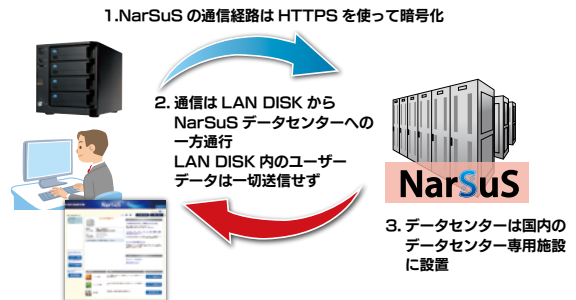 1.NarSuS の通信経路は HTTPS を使って暗号化
2. 通信は LAN DISK から
NarSuS データセンターへの
一方通行
LAN DISK 内のユーザー
データは一切送信せず
NarSuS
3. データセンターは国内の
データセンター専用施設
に設置